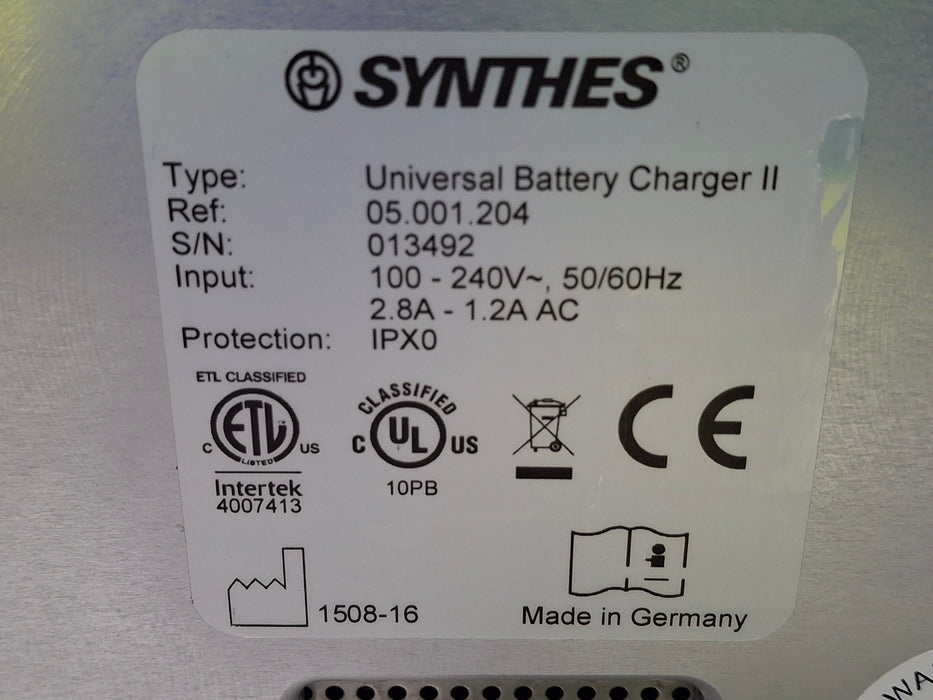 SYNTHES®
Type: Universal Battery Charger II
Ref: 05.001.204
S/N: 013492
Input: 100 - 240V~, 50/60Hz
2.8A - 1.2A AC
Protection: IPX0
ETL CLASSIFIED
ETL™
C US
LISTED
Intertek
4007413
CLASSIFIED
C UL US
10PB
CE
1508-16
Made in Germany